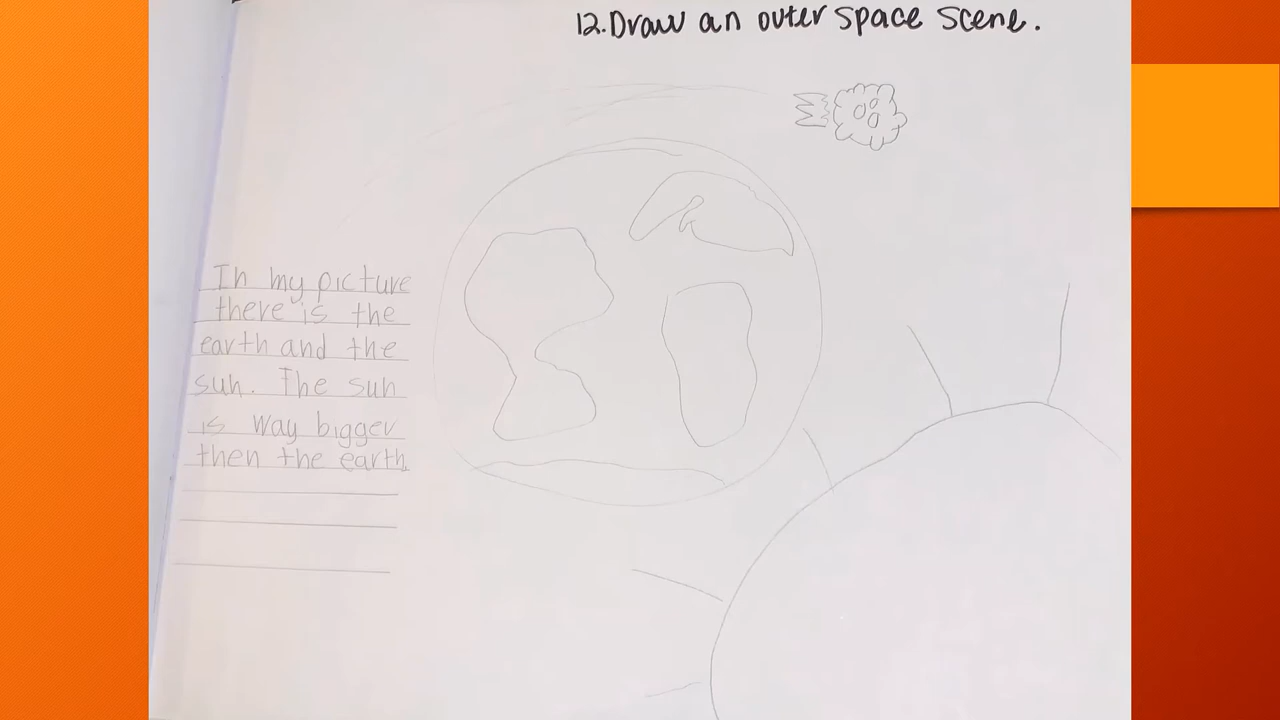 12. Draw an outer space scene.
In my picture
there is the
earth and the
sun. The sun
is way bigger
then the earth.